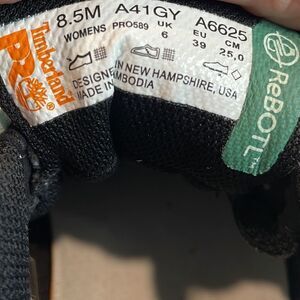 8.5M A41GY A6625
WOMENS PRO589 UK EU CM
6 39 25,0
PRO
Timberland
DESIGNED IN NEW HAMPSHIRE, USA
MADE IN CAMBODIA
ReBOTL™